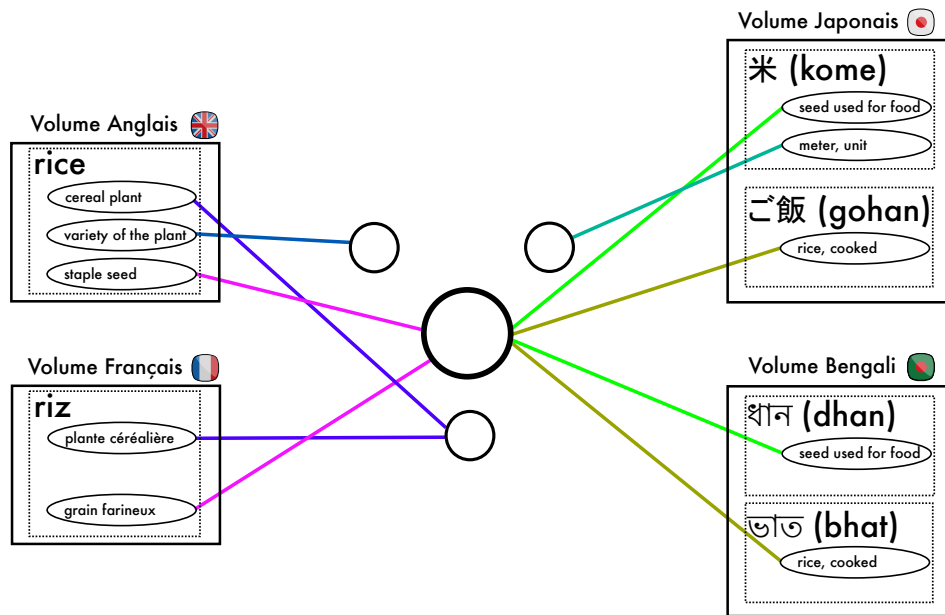 Volume Anglais
rice
cereal plant
variety of the plant
staple seed
Volume Français
riz
plante céréalière
grain farineux
Volume Japonais
米 (kome)
seed used for food
meter, unit
ご飯 (gohan)
rice, cooked
Volume Bengali
ধান (dhan)
seed used for food
ভাত (bhat)
rice, cooked